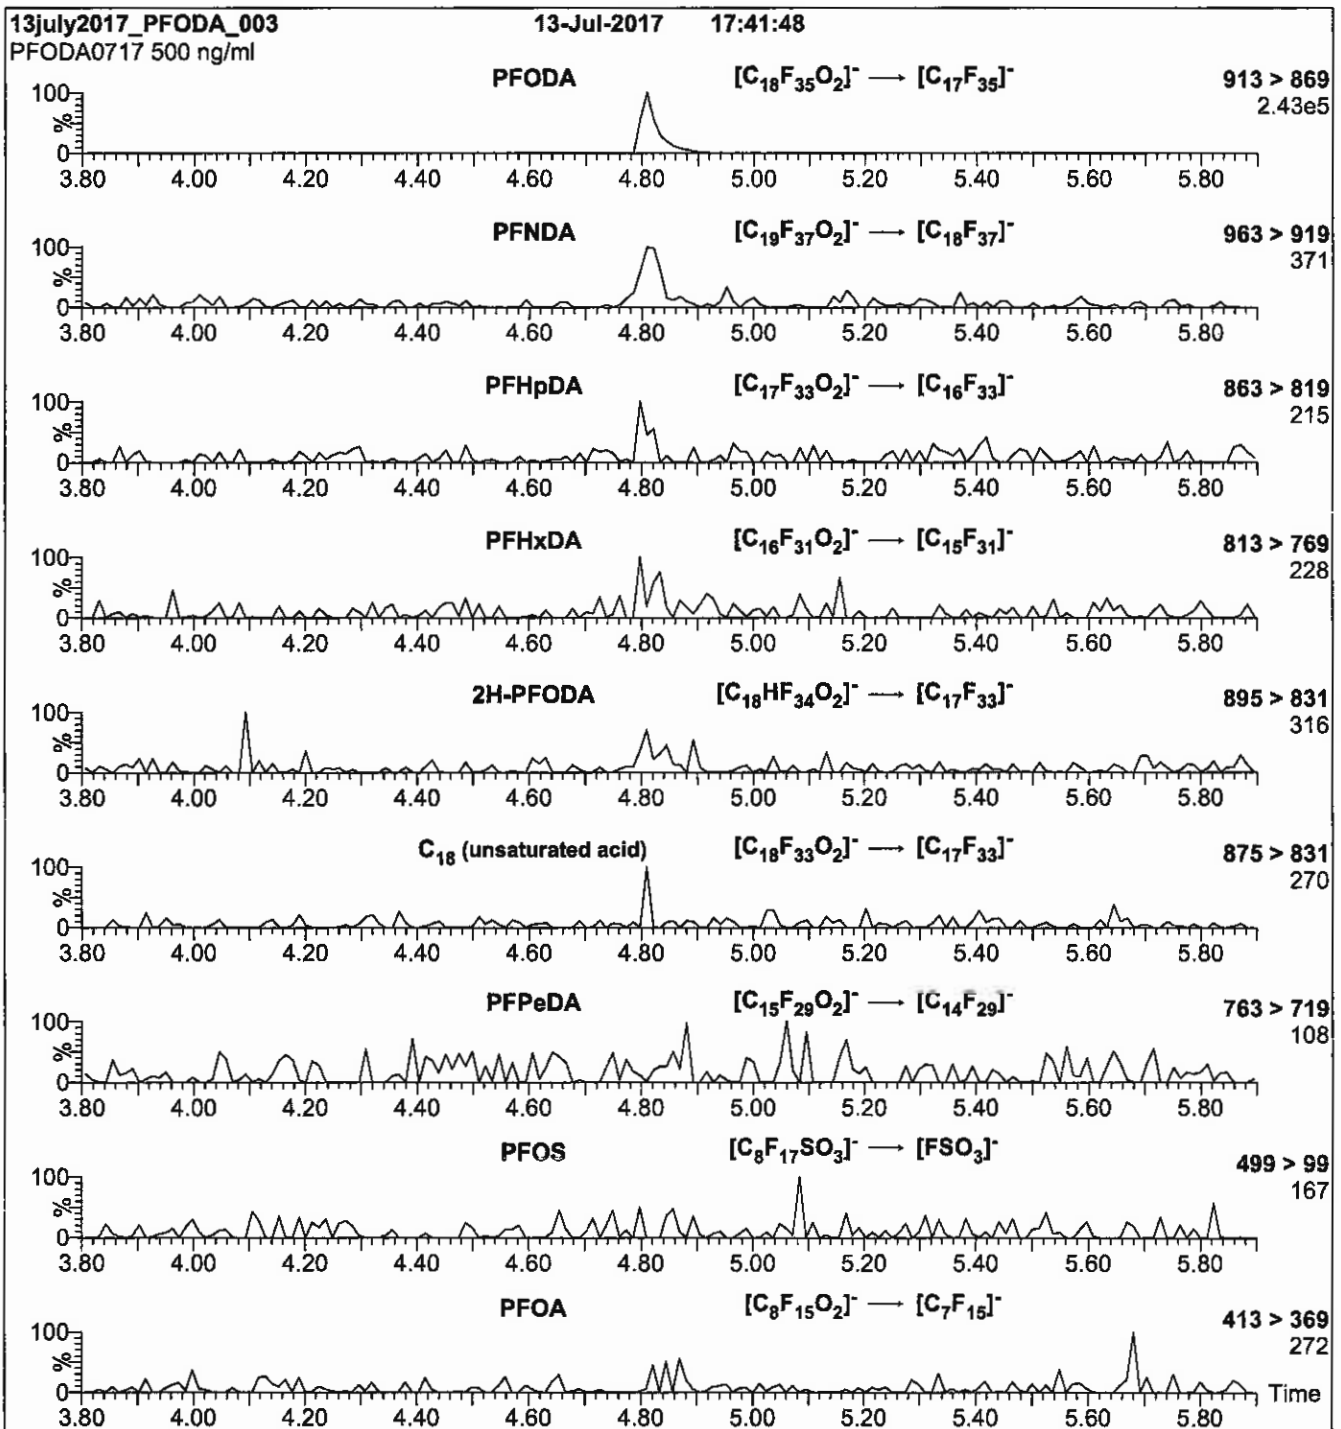 13july2017_PFODA_003 13-Jul-2017 17:41:48
PFODA0717 500 ng/ml
PFODA [C18F35O2]- → [C17F35]- 913 > 869
2.43e5
100
%
0
3.80 4.00 4.20 4.40 4.60 4.80 5.00 5.20 5.40 5.60 5.80
PFNDA [C19F37O2]- → [C18F37]- 963 > 919
371
100
%
0
3.80 4.00 4.20 4.40 4.60 4.80 5.00 5.20 5.40 5.60 5.80
PFHpDA [C17F33O2]- → [C16F33]- 863 > 819
215
100
%
0
3.80 4.00 4.20 4.40 4.60 4.80 5.00 5.20 5.40 5.60 5.80
PFHxDA [C16F31O2]- → [C15F31]- 813 > 769
228
100
%
0
3.80 4.00 4.20 4.40 4.60 4.80 5.00 5.20 5.40 5.60 5.80
2H-PFODA [C18HF34O2]- → [C17F33]- 895 > 831
316
100
%
0
3.80 4.00 4.20 4.40 4.60 4.80 5.00 5.20 5.40 5.60 5.80
C18 (unsaturated acid) [C18F33O2]- → [C17F33]- 875 > 831
270
100
%
0
3.80 4.00 4.20 4.40 4.60 4.80 5.00 5.20 5.40 5.60 5.80
PFPeDA [C15F29O2]- → [C14F29]- 763 > 719
108
100
%
0
3.80 4.00 4.20 4.40 4.60 4.80 5.00 5.20 5.40 5.60 5.80
PFOS [C8F17SO3]- → [FSO3]- 499 > 99
167
100
%
0
3.80 4.00 4.20 4.40 4.60 4.80 5.00 5.20 5.40 5.60 5.80
PFOA [C8F15O2]- → [C7F15]- 413 > 369
272
100
%
0 Time
3.80 4.00 4.20 4.40 4.60 4.80 5.00 5.20 5.40 5.60 5.80